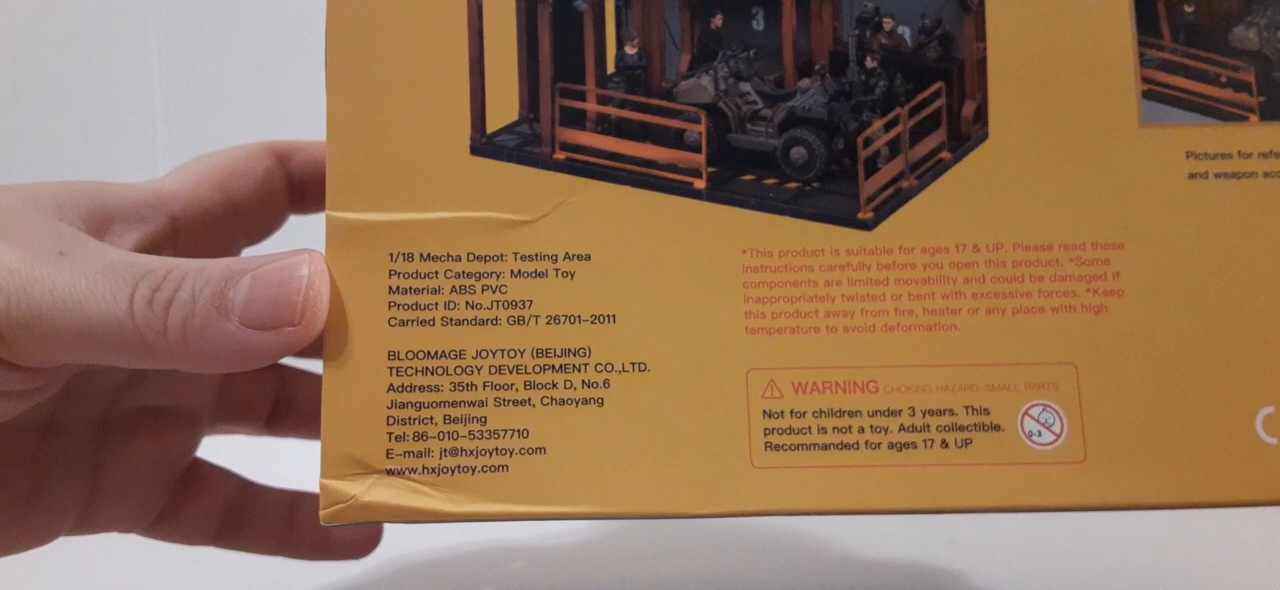 3
Pictures for refe
and weapon acc
1/18 Mecha Depot: Testing Area
Product Category: Model Toy
Material: ABS PVC
Product ID: No.JT0937
Carried Standard: GB/T 26701-2011
BLOOMAGE JOYTOY (BEIJING)
TECHNOLOGY DEVELOPMENT CO.,LTD.
Address: 35th Floor, Block D, No.6
Jianguomenwai Street, Chaoyang
District, Beijing
Tel: 86-010-53357710
E-mail: jt@hxjoytoy.com
www.hxjoytoy.com
*This product is suitable for ages 17 & UP. Please read these
instructions carefully before you open this product. *Some
components are limited movability and could be damaged if
inappropriately twisted or bent with excessive forces. *Keep
this product away from fire, heater or any place with high
temperature to avoid deformation.
WARNING CHOKING HAZARD-SMALL PARTS
Not for children under 3 years. This
product is not a toy. Adult collectible.
Recommanded for ages 17 & UP
0-3